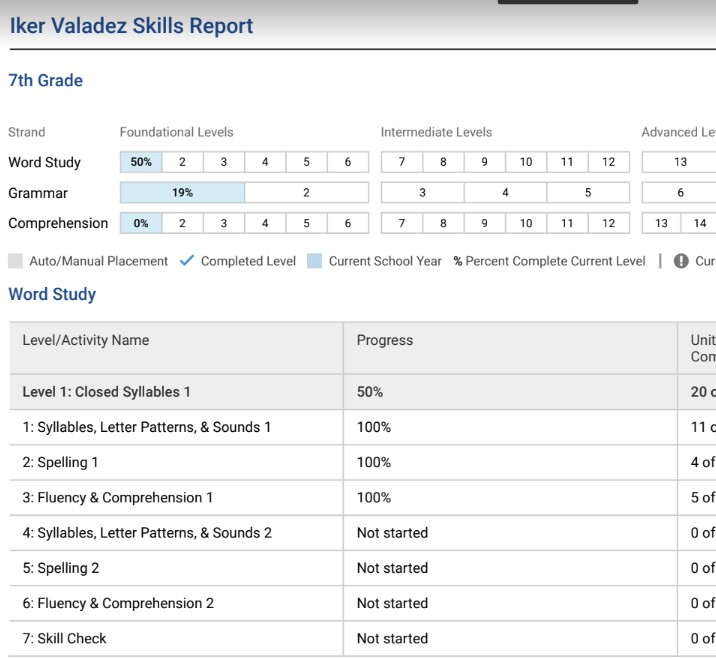 Iker Valadez Skills Report
7th Grade
Strand Foundational Levels Intermediate Levels Advanced Le
Word Study 50% 2 3 4 5 6 7 8 9 10 11 12 13
Grammar 19% 2 3 4 5 6
Comprehension 0% 2 3 4 5 6 7 8 9 10 11 12 13 14
Auto/Manual Placement Completed Level Current School Year % Percent Complete Current Level | Cur
Word Study
Level/Activity Name Progress Unit
Com
Level 1: Closed Syllables 1 50% 20 o
1: Syllables, Letter Patterns, & Sounds 1 100% 11 o
2: Spelling 1 100% 4 of
3: Fluency & Comprehension 1 100% 5 of
4: Syllables, Letter Patterns, & Sounds 2 Not started 0 of
5: Spelling 2 Not started 0 of
6: Fluency & Comprehension 2 Not started 0 of
7: Skill Check Not started 0 of